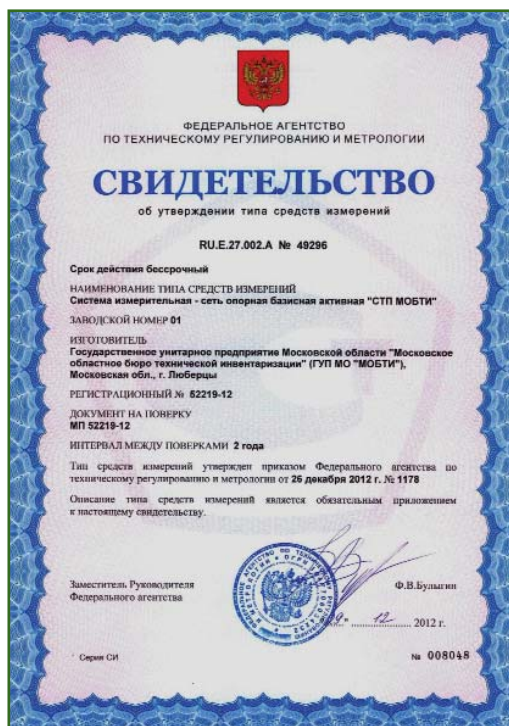 ФЕДЕРАЛЬНОЕ АГЕНТСТВО
ПО ТЕХНИЧЕСКОМУ РЕГУЛИРОВАНИЮ И МЕТРОЛОГИИ
СВИДЕТЕЛЬСТВО
об утверждении типа средств измерений
RU.E.27.002.A № 49296
Срок действия бессрочный
НАИМЕНОВАНИЕ ТИПА СРЕДСТВ ИЗМЕРЕНИЙ
Система измерительная - сеть опорная базисная активная "СТП МОБТИ"
ЗАВОДСКОЙ НОМЕР 01
ИЗГОТОВИТЕЛЬ
Государственное унитарное предприятие Московской области "Московское
областное бюро технической инвентаризации" (ГУП МО "МОБТИ"),
Московская обл., г. Люберцы
РЕГИСТРАЦИОННЫЙ № 52219-12
ДОКУМЕНТ НА ПОВЕРКУ
МП 52219-12
ИНТЕРВАЛ МЕЖДУ ПОВЕРКАМИ 2 года
Тип средств измерений утвержден приказом Федерального агентства по
техническому регулированию и метрологии от 26 декабря 2012 г. № 1178
Описание типа средств измерений является обязательным приложением
к настоящему свидетельству.
Заместитель Руководителя
Федерального агентства
Ф.В.Булыгин
12 2012 г.
Серия СИ
№ 008048